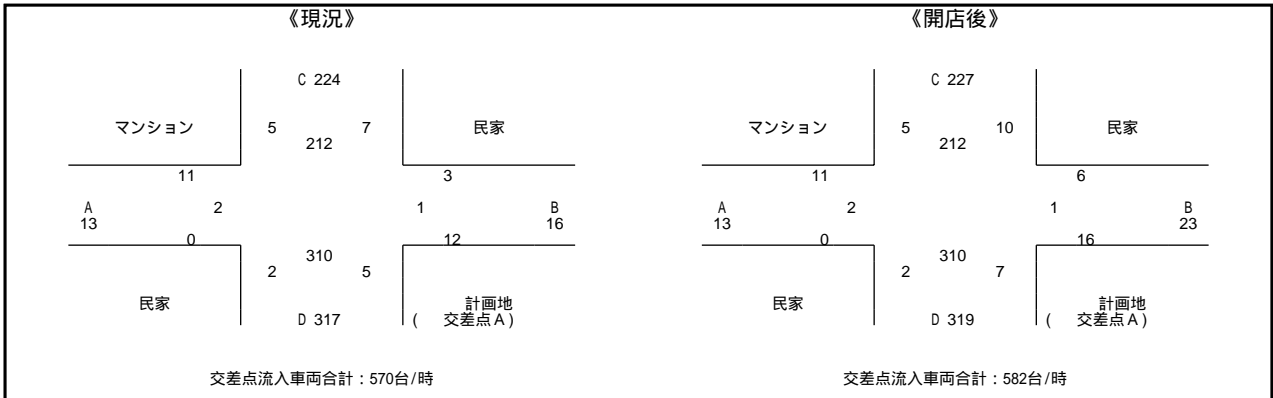 《現況》
C 224
マンション
5
7
民家
212
11
3
A
13
2
1
B
16
0
12
310
2
5
民家
計画地
D 317
( 交差点A)
交差点流入車両合計:570台/時
《開店後》
C 227
マンション
5
10
民家
212
11
6
A
13
2
1
B
23
0
16
310
2
7
民家
計画地
D 319
( 交差点A)
交差点流入車両合計:582台/時